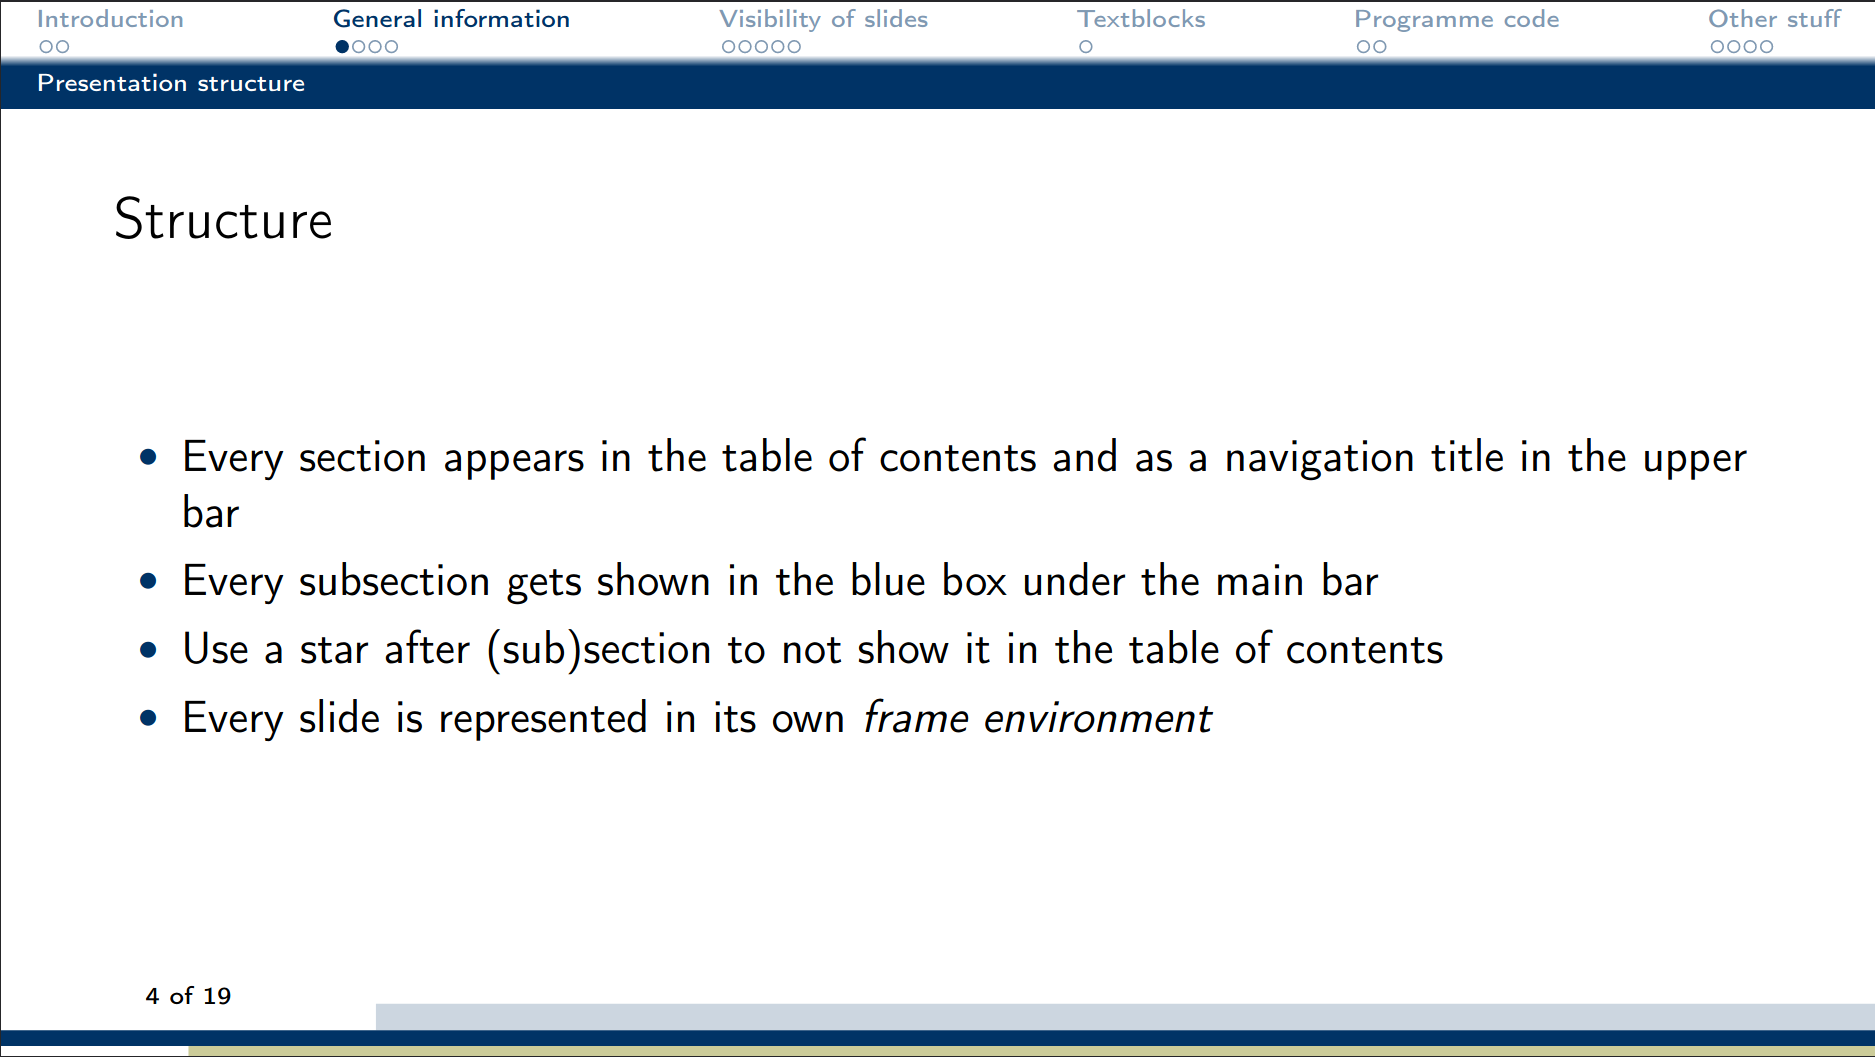 Introduction
General information
Visibility of slides
Textblocks
Programme code
Other stuff
Presentation structure
Structure
• Every section appears in the table of contents and as a navigation title in the upper
bar
• Every subsection gets shown in the blue box under the main bar
• Use a star after (sub)section to not show it in the table of contents
• Every slide is represented in its own frame environment
4 of 19